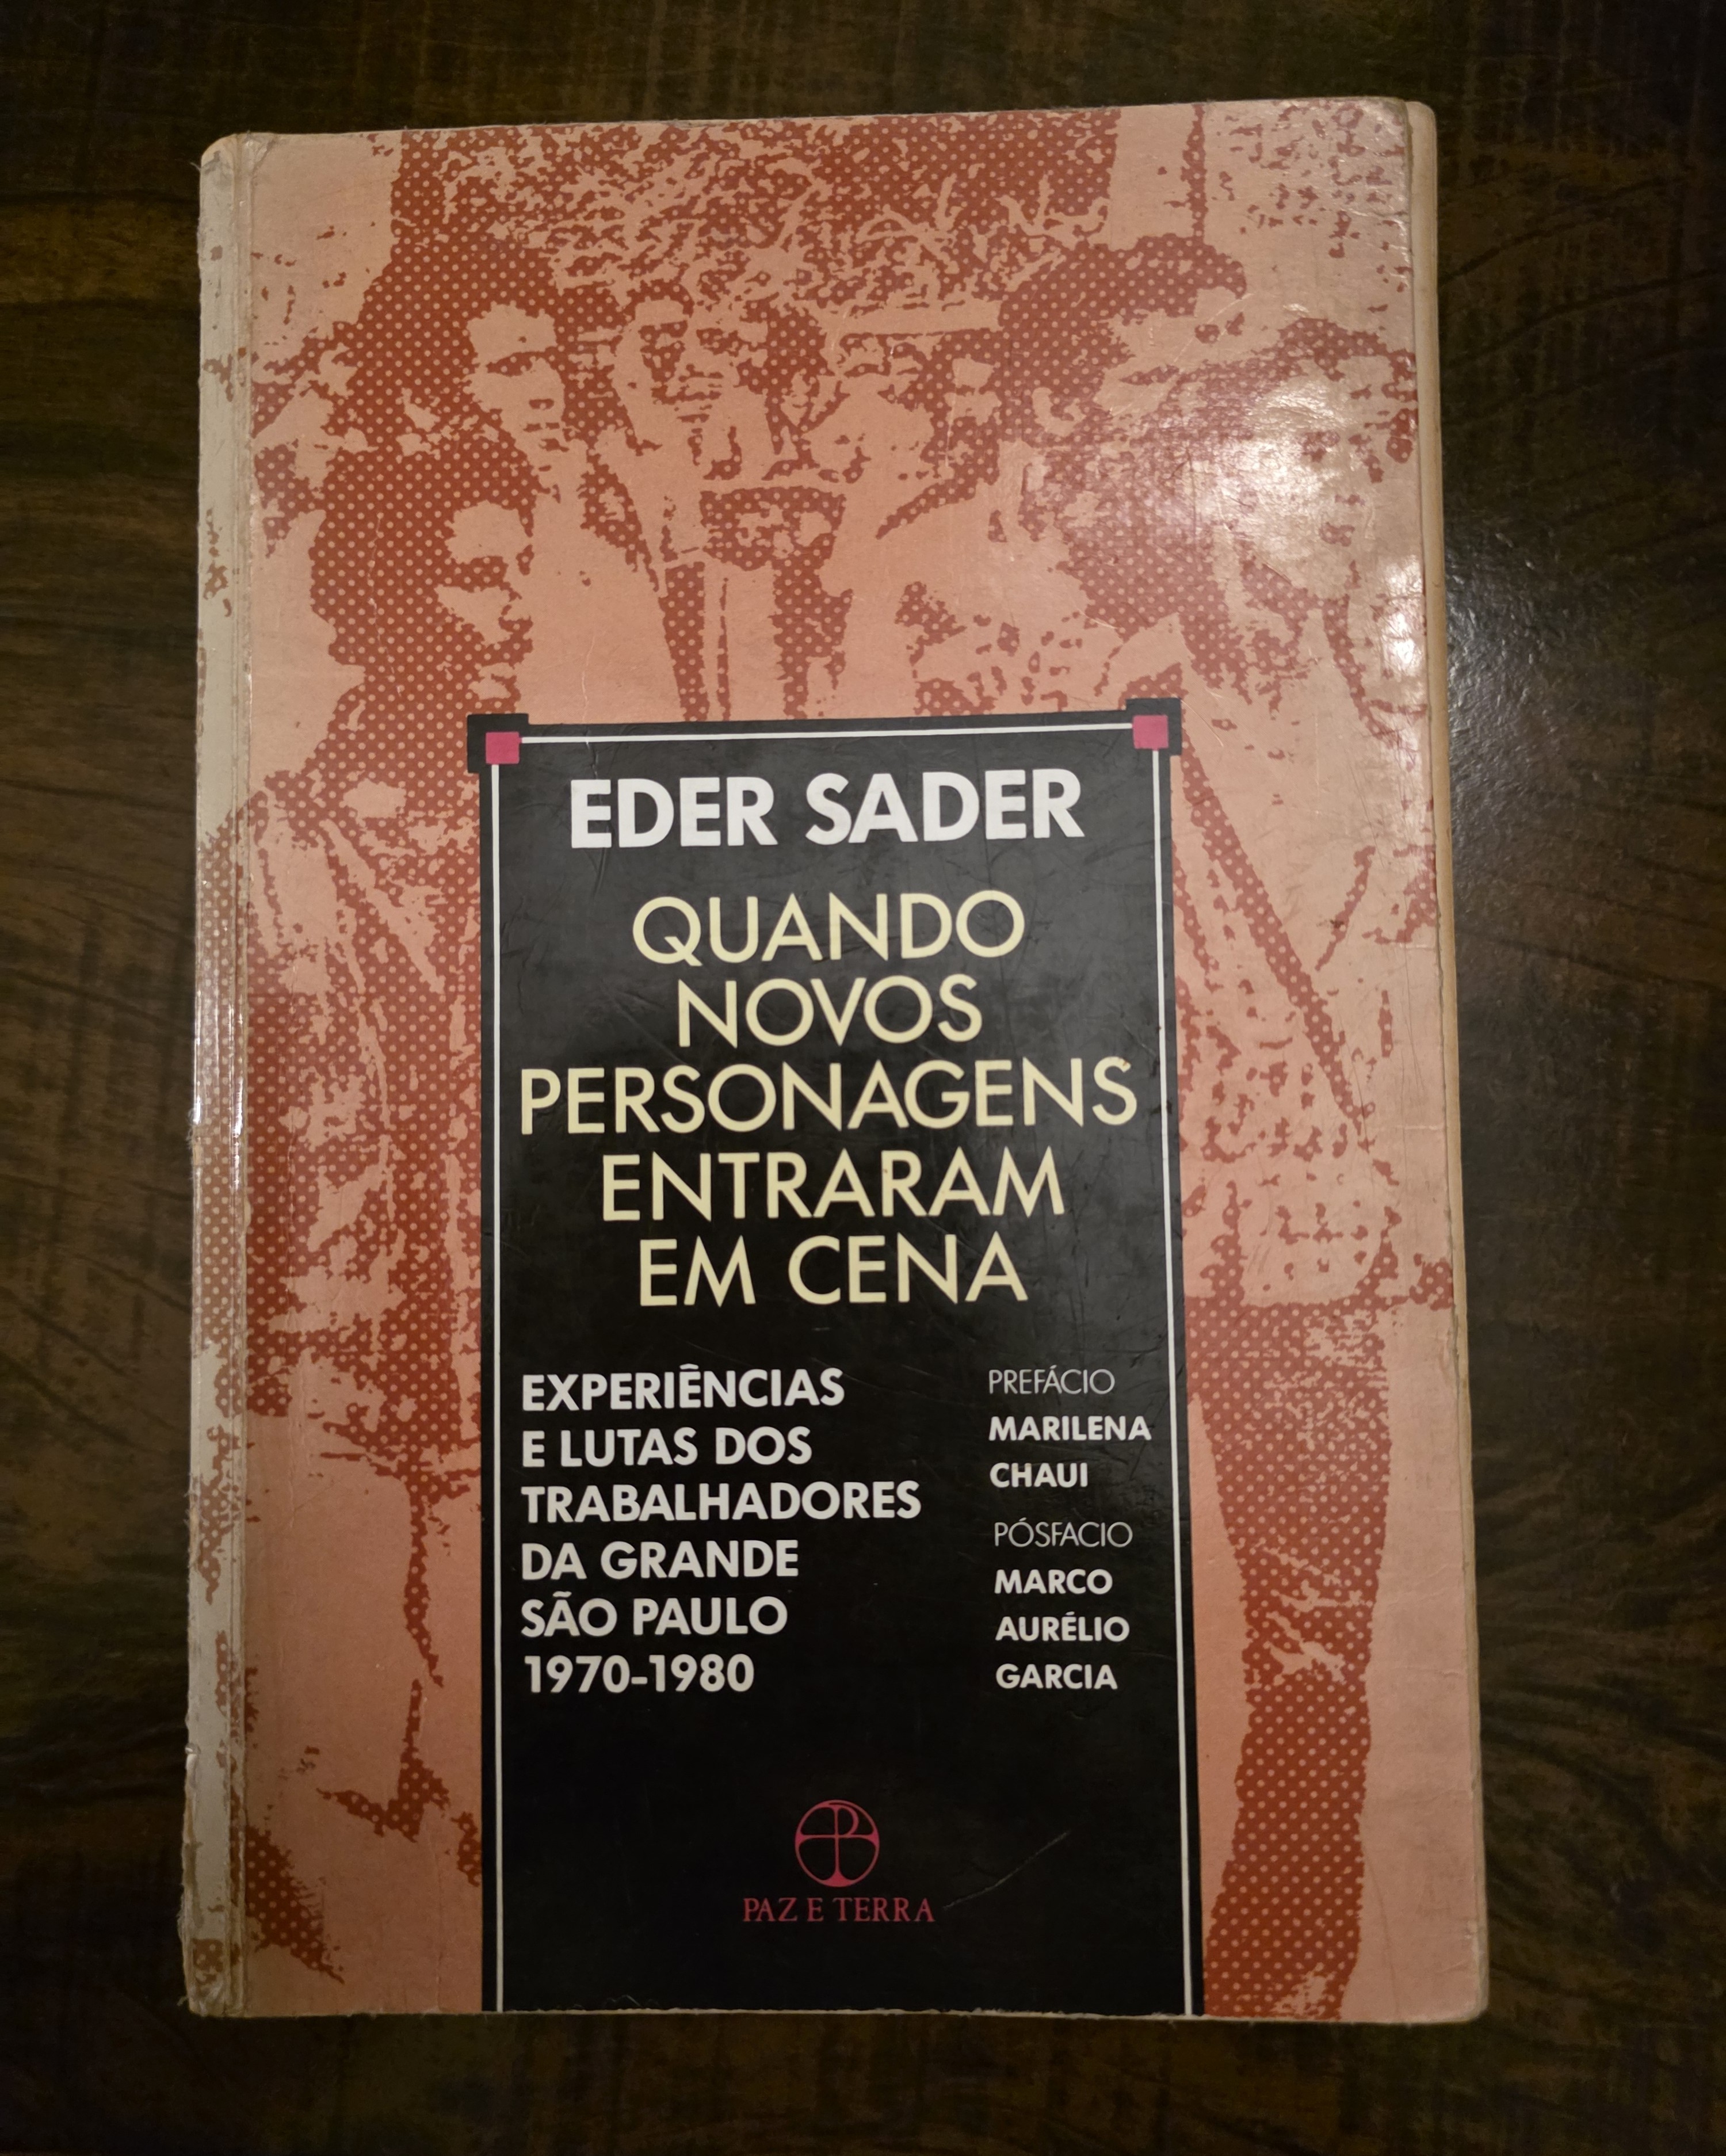 EDER SADER
QUANDO
NOVOS
PERSONAGENS
ENTRARAM
EM CENA
EXPERIÊNCIAS
E LUTAS DOS
TRABALHADORES
DA GRANDE
SÃO PAULO
1970-1980
PREFÁCIO
MARILENA
CHAUI
PÓSFACIO
MARCO
AURÉLIO
GARCIA
PAZ E TERRA